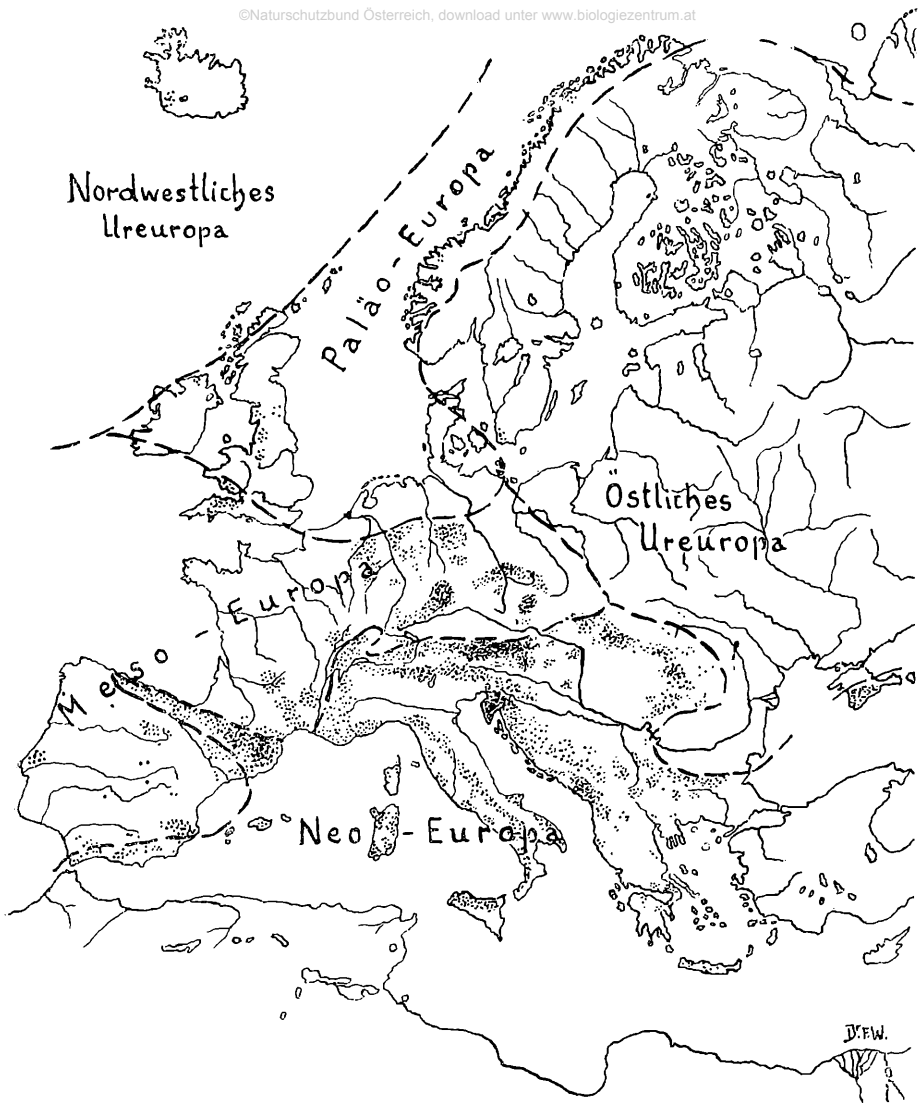 ©Naturschutzbund Österreich, download unter www.biologiezentrum.at
Nordwestliches
Ureuropa
Paläo-Europa
Östliches
Ureuropa
Meso-Europa
Neo-Europa
Dr.F.W.